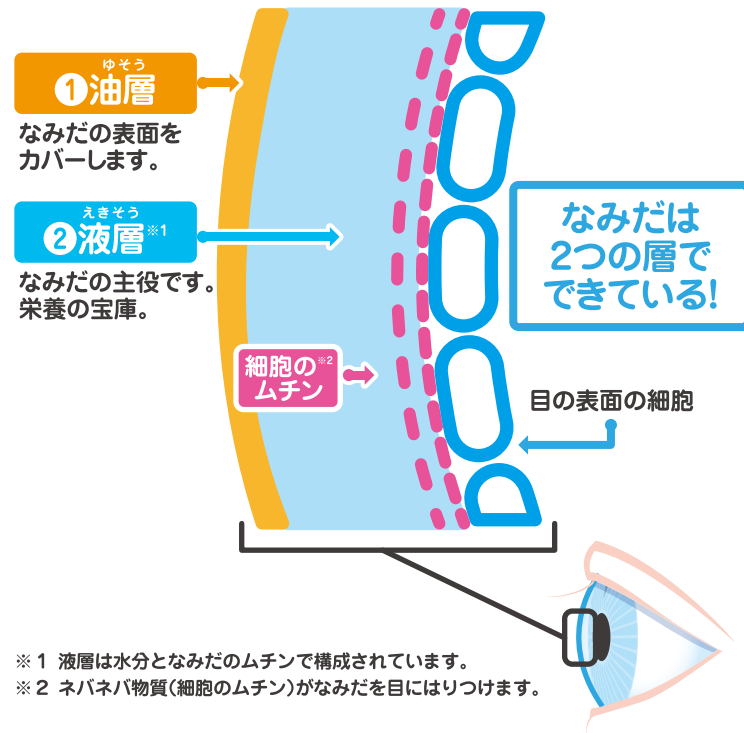 ゆそう
①油層
なみだの表面を
カバーします。
えきそう
②液層※1
なみだの主役です。
栄養の宝庫。
なみだは
2つの層で
できている!
細胞の※2
ムチン
目の表面の細胞
※1 液層は水分となみだのムチンで構成されています。
※2 ネバネバ物質(細胞のムチン)がなみだを目にはりつけます。